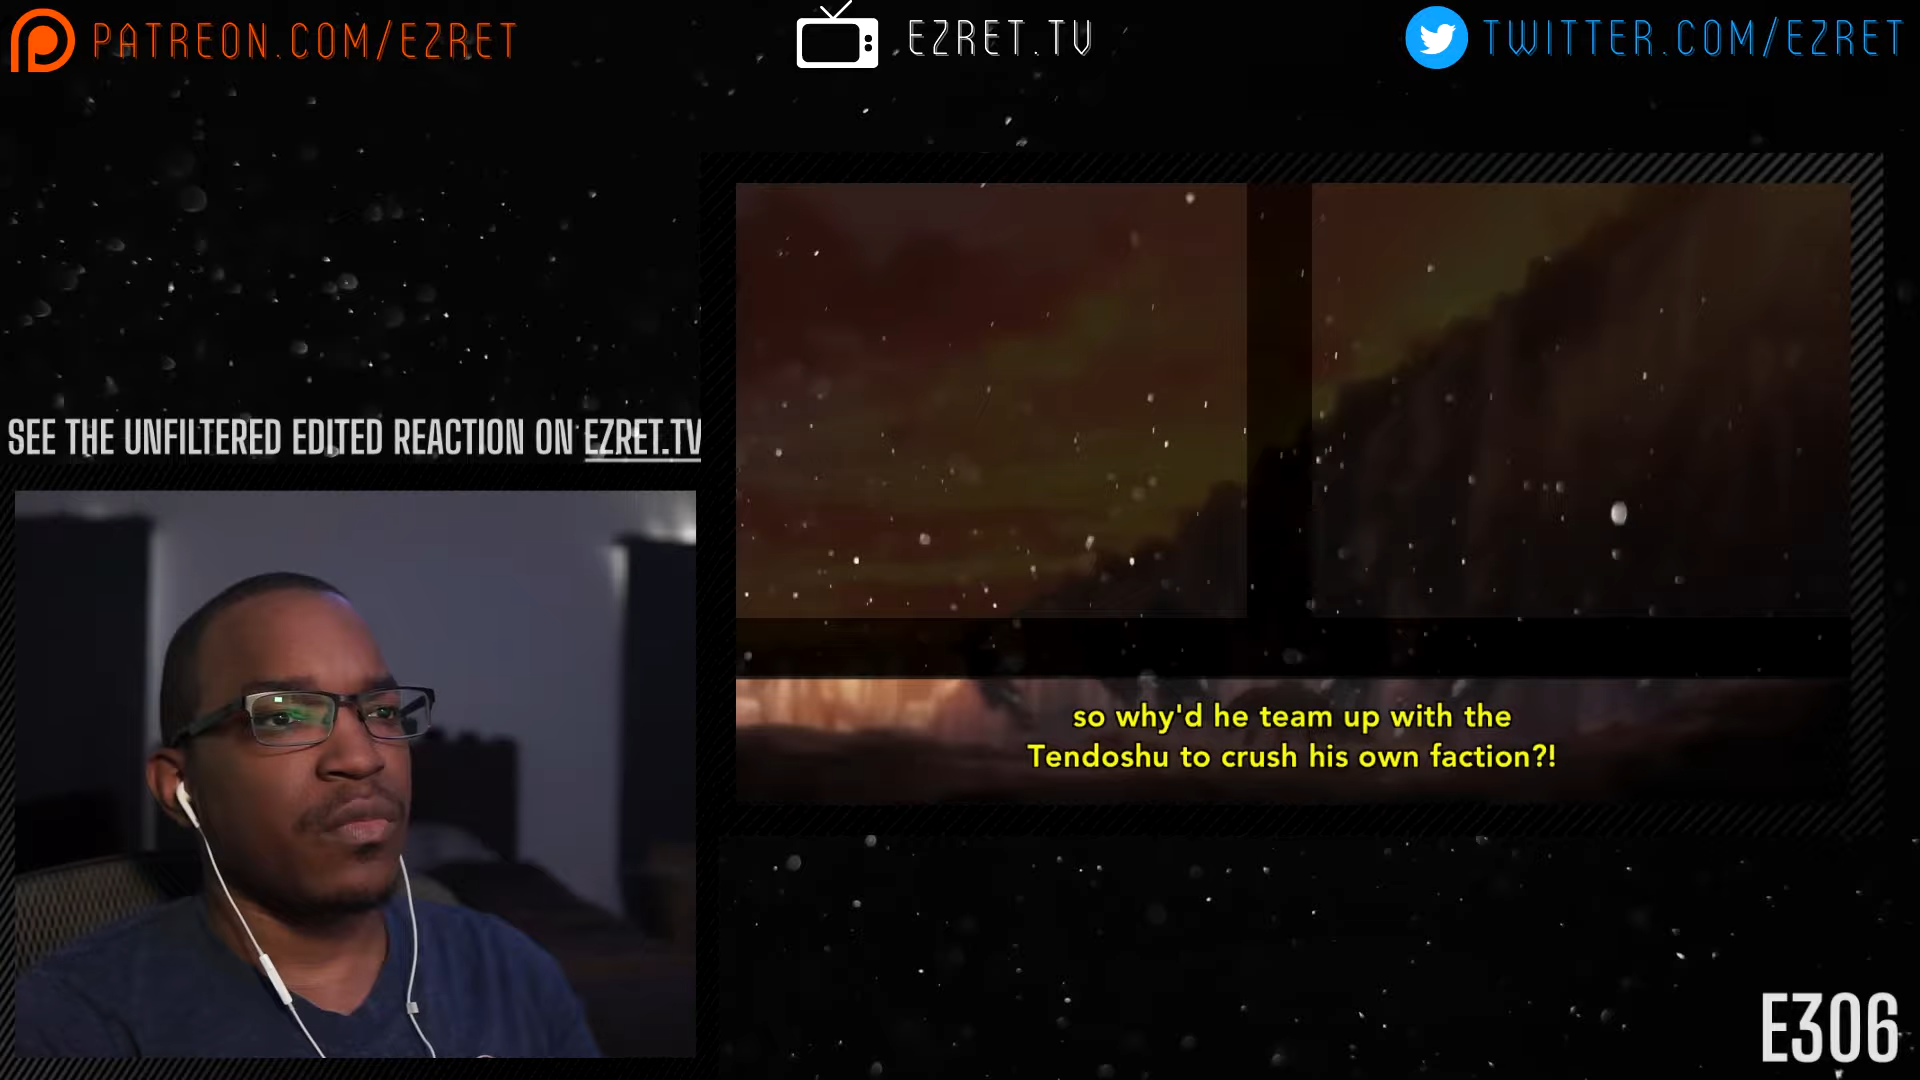 PATREON.COM/EZRET
EZRET.TV
TWITTER.COM/EZRET
SEE THE UNFILTERED EDITED REACTION ON EZRET.TV
so why'd he team up with the
Tendoshu to crush his own faction?!
E306